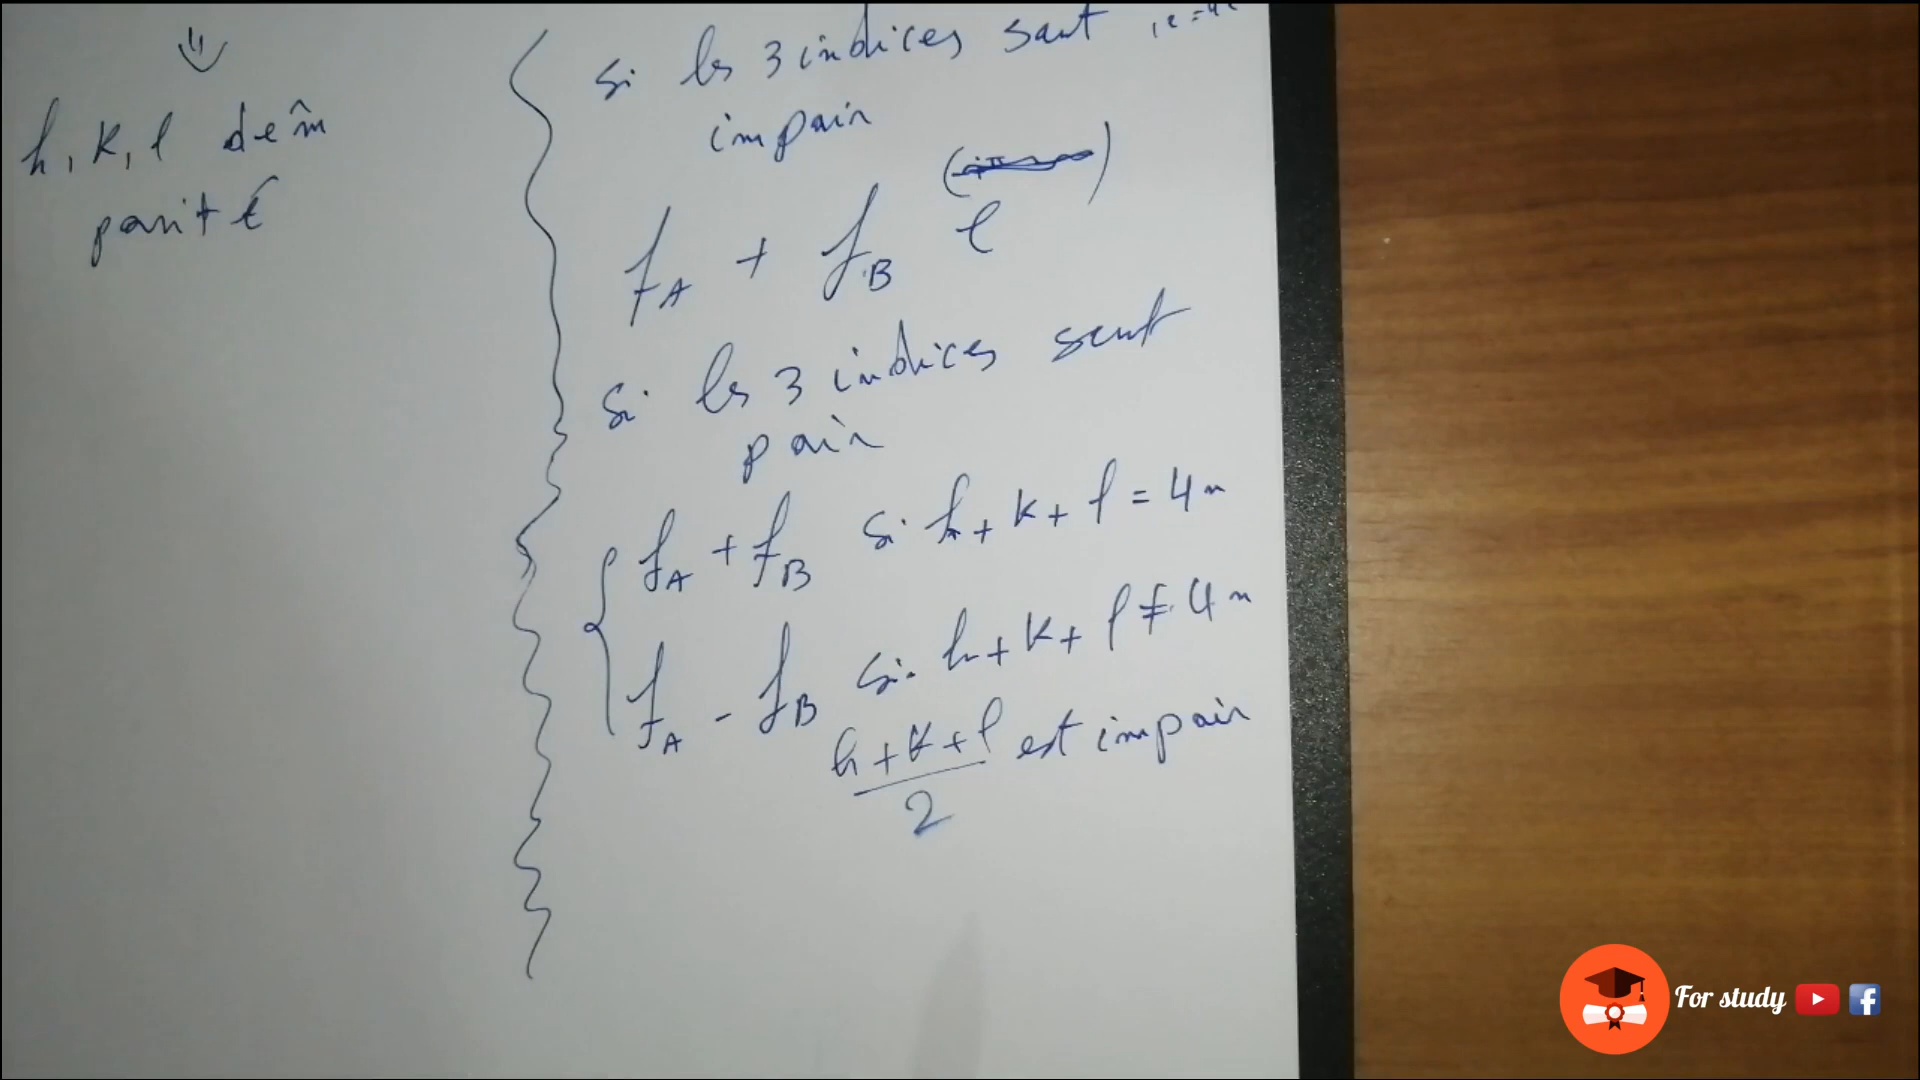 h, k, l de m̂
parité
si les 3 indices sont
impair
f_A + f_B e
si les 3 indices sont
pair
f_A + f_B si h + k + l = 4n
f_A - f_B si h + k + l ≠ 4n
(h + k + l)/2 est impair
For study